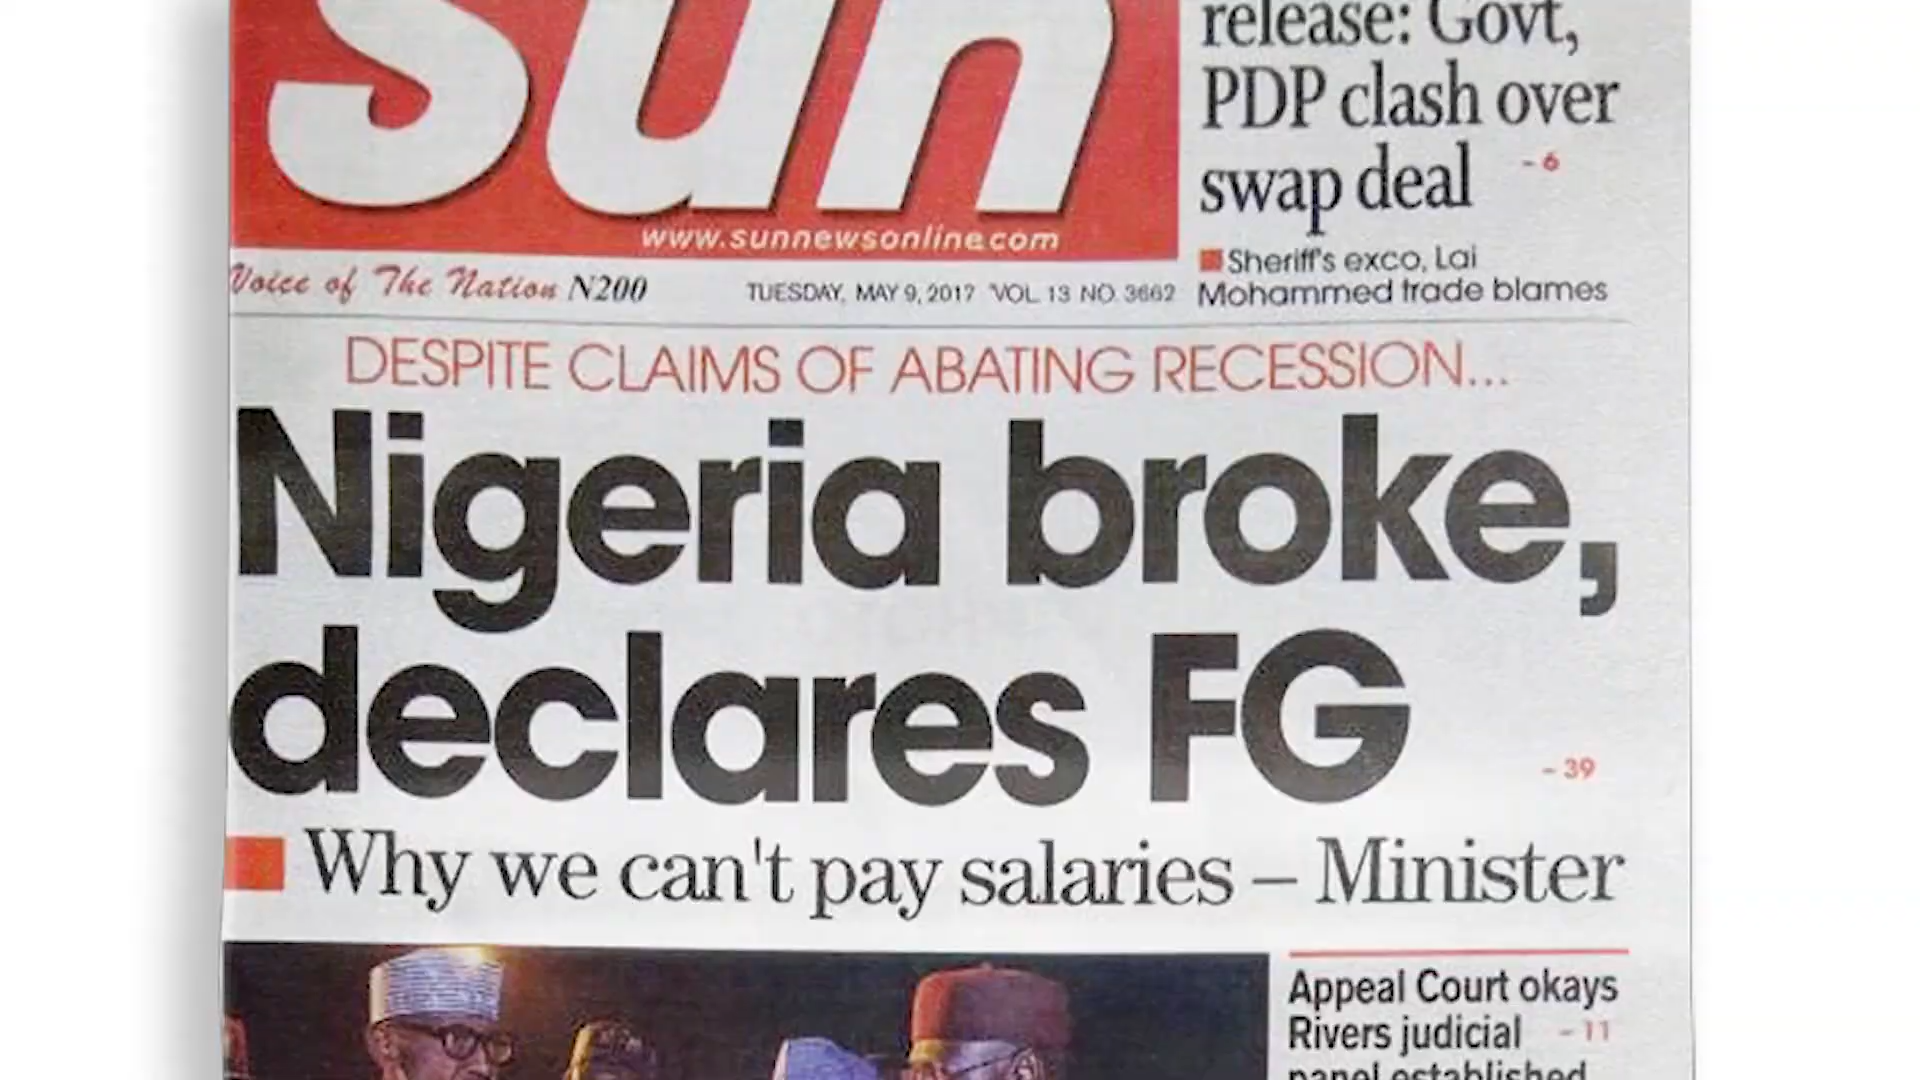 sun
www.sunnewsonline.com
Voice of The Nation N200
TUESDAY, MAY 9, 2017 VOL. 13 NO. 3662
release: Govt,
PDP clash over
swap deal - 6
Sheriff's exco, Lai
Mohammed trade blames
DESPITE CLAIMS OF ABATING RECESSION...
Nigeria broke,
declares FG - 39
Why we can't pay salaries – Minister
Appeal Court okays
Rivers judicial - 11
panel established